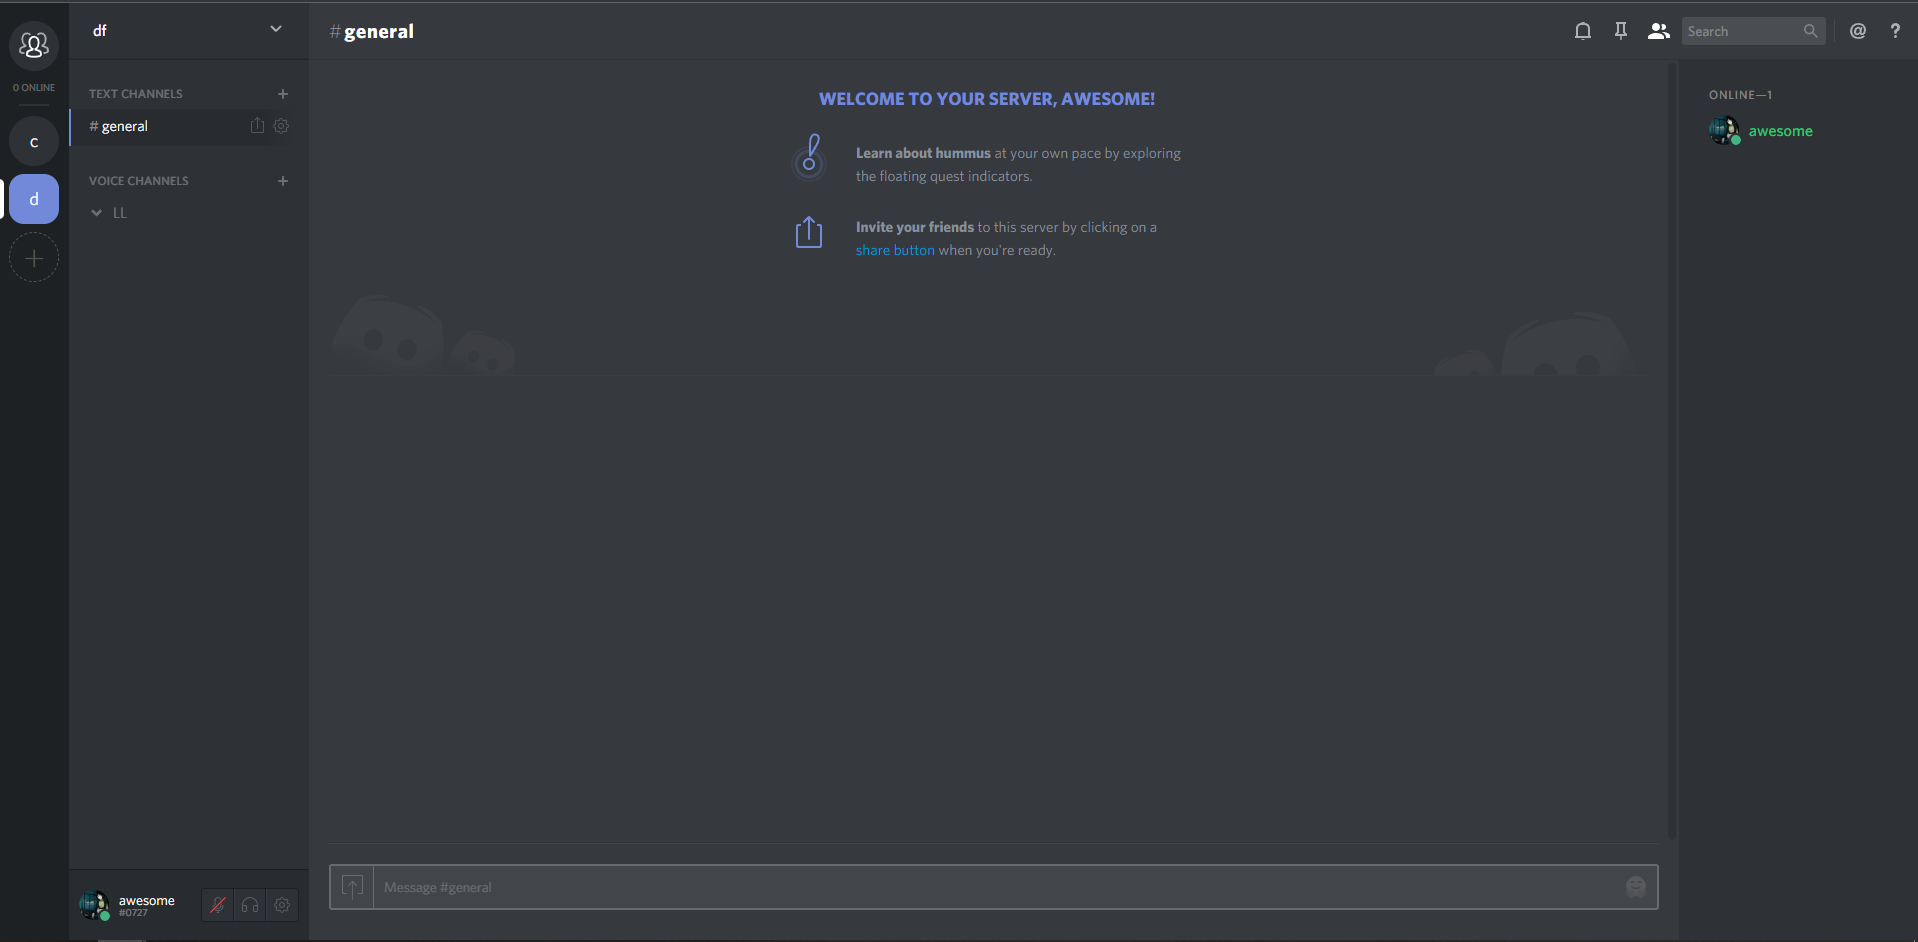 0 ONLINE
c
d
df
TEXT CHANNELS
# general
VOICE CHANNELS
LL
awesome
#0727
#general
Search
@
?
WELCOME TO YOUR SERVER, AWESOME!
Learn about hummus at your own pace by exploring
the floating quest indicators.
Invite your friends to this server by clicking on a
share button when you're ready.
Message #general
ONLINE—1
awesome